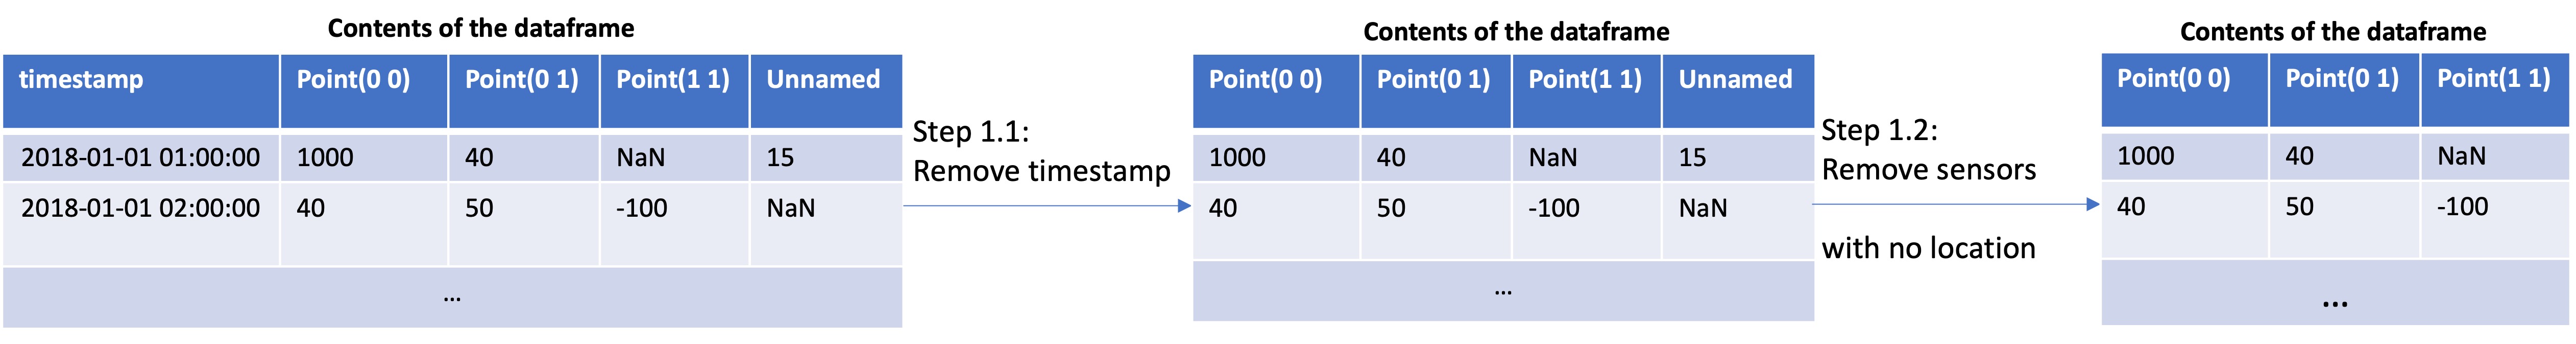 Contents of the dataframe
timestamp Point(0 0) Point(0 1) Point(1 1) Unnamed
2018-01-01 01:00:00 1000 40 NaN 15
2018-01-01 02:00:00 40 50 -100 NaN
...
Step 1.1:
Remove timestamp
Contents of the dataframe
Point(0 0) Point(0 1) Point(1 1) Unnamed
1000 40 NaN 15
40 50 -100 NaN
...
Step 1.2:
Remove sensors
with no location
Contents of the dataframe
Point(0 0) Point(0 1) Point(1 1)
1000 40 NaN
40 50 -100
...